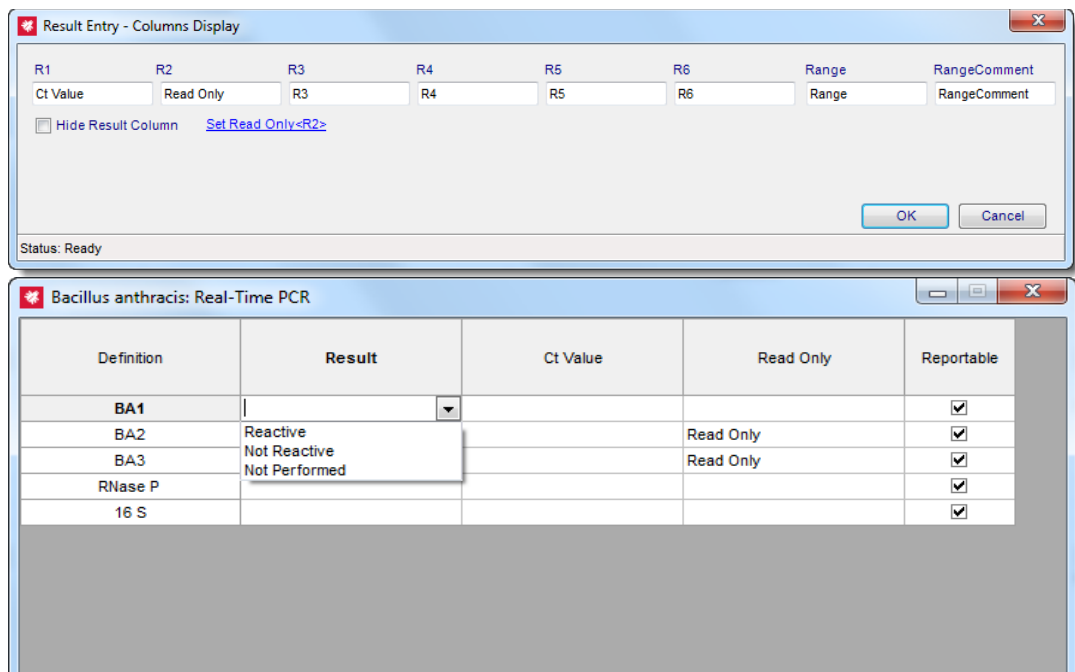 Result Entry - Columns Display
R1 R2 R3 R4 R5 R6 Range RangeComment
Ct Value Read Only R3 R4 R5 R6 Range RangeComment
Hide Result Column Set Read Only<R2>
OK Cancel
Status: Ready
Bacillus anthracis: Real-Time PCR
Definition Result Ct Value Read Only Reportable
BA1
Reactive
BA2 Read Only
Not Reactive
BA3 Read Only
Not Performed
RNase P
16 S